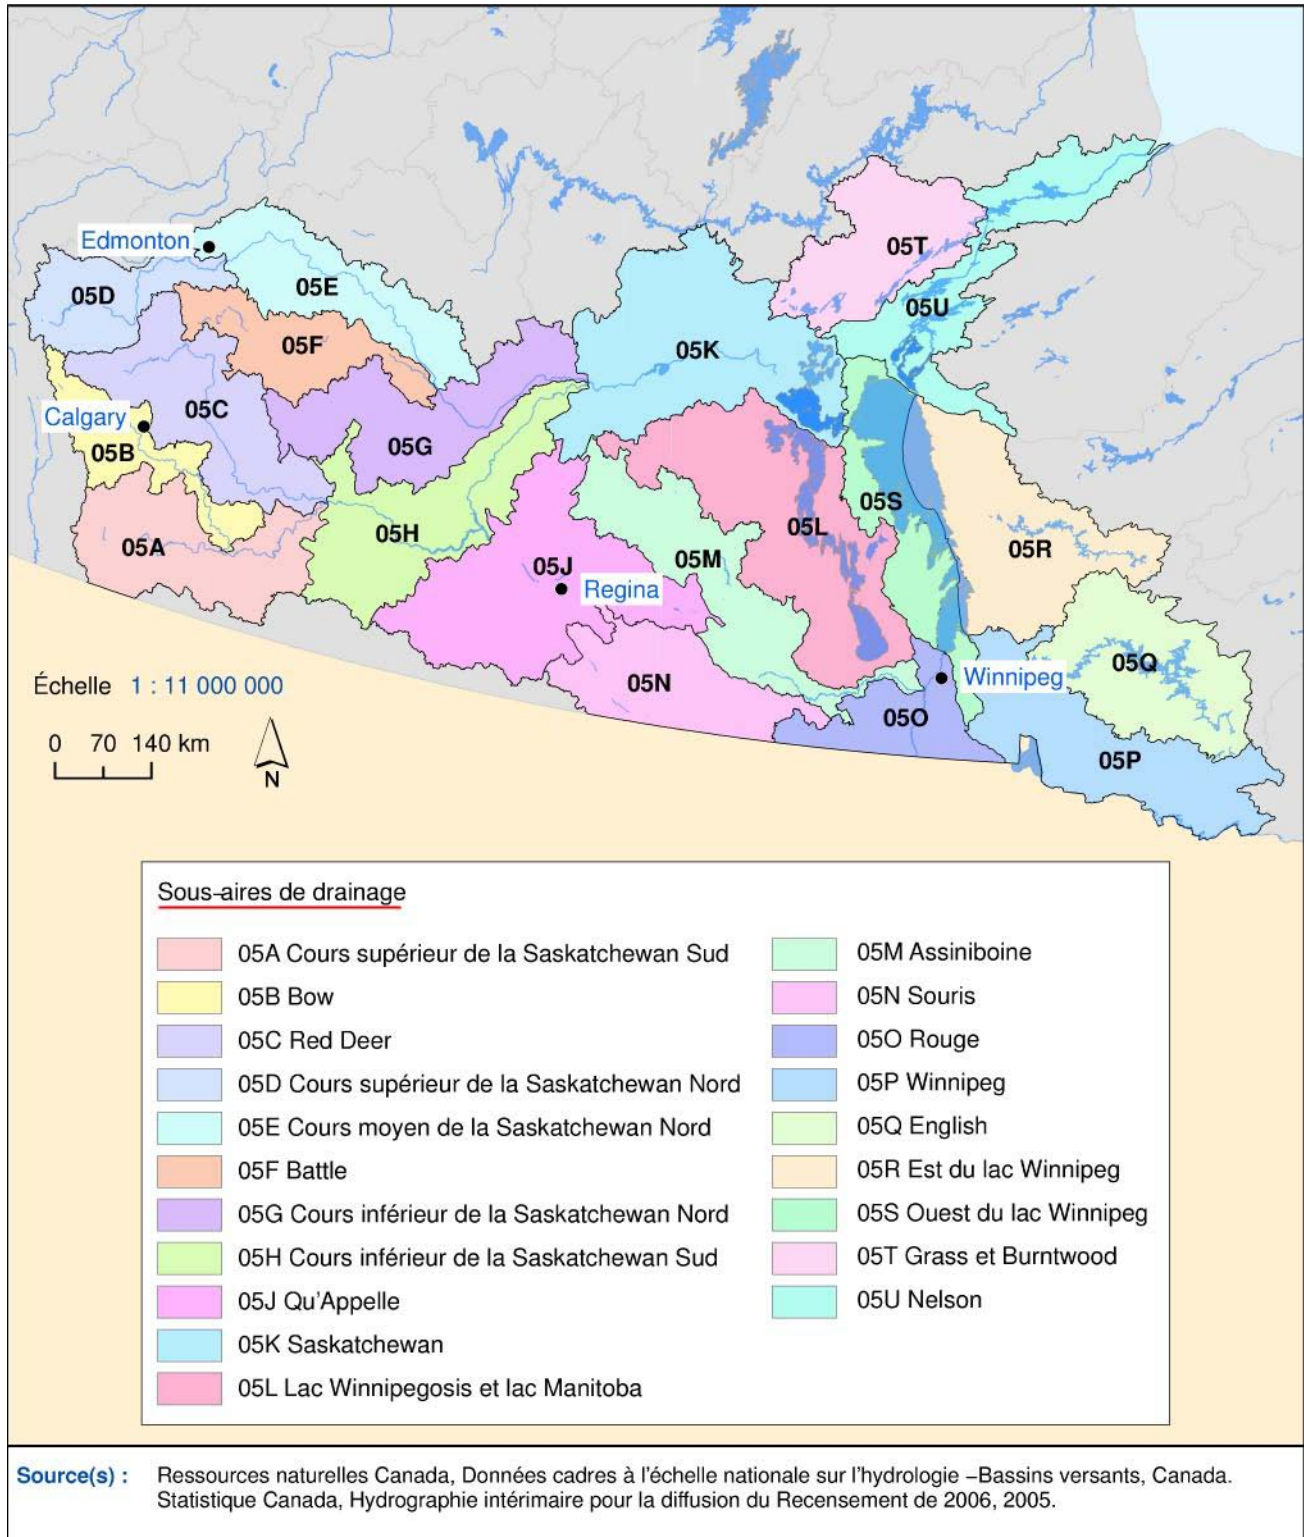 05T
Edmonton
05D
05E
05U
05F
05K
05C
Calgary
05G
05B
05S
05L
05H
05A
05R
05M
05J
Regina
05Q
Échelle 1 : 11 000 000
05N
Winnipeg
05O
0 70 140 km
05P
N
Sous-aires de drainage
05A Cours supérieur de la Saskatchewan Sud
05B Bow
05C Red Deer
05D Cours supérieur de la Saskatchewan Nord
05E Cours moyen de la Saskatchewan Nord
05F Battle
05G Cours inférieur de la Saskatchewan Nord
05H Cours inférieur de la Saskatchewan Sud
05J Qu'Appelle
05K Saskatchewan
05L Lac Winnipegosis et lac Manitoba
05M Assiniboine
05N Souris
05O Rouge
05P Winnipeg
05Q English
05R Est du lac Winnipeg
05S Ouest du lac Winnipeg
05T Grass et Burntwood
05U Nelson
Source(s) : Ressources naturelles Canada, Données cadres à l'échelle nationale sur l'hydrologie –Bassins versants, Canada.
Statistique Canada, Hydrographie intérimaire pour la diffusion du Recensement de 2006, 2005.